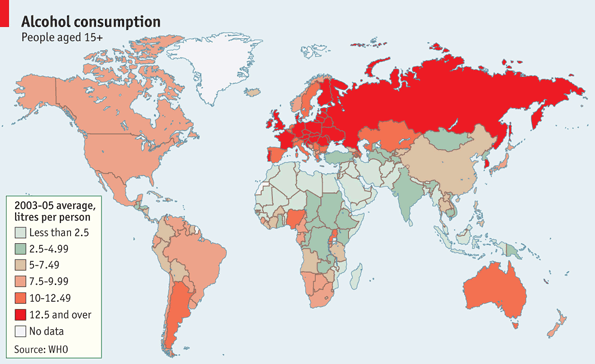 Alcohol consumption
People aged 15+
2003-05 average,
litres per person
Less than 2.5
2.5-4.99
5-7.49
7.5-9.99
10-12.49
12.5 and over
No data
Source: WHO